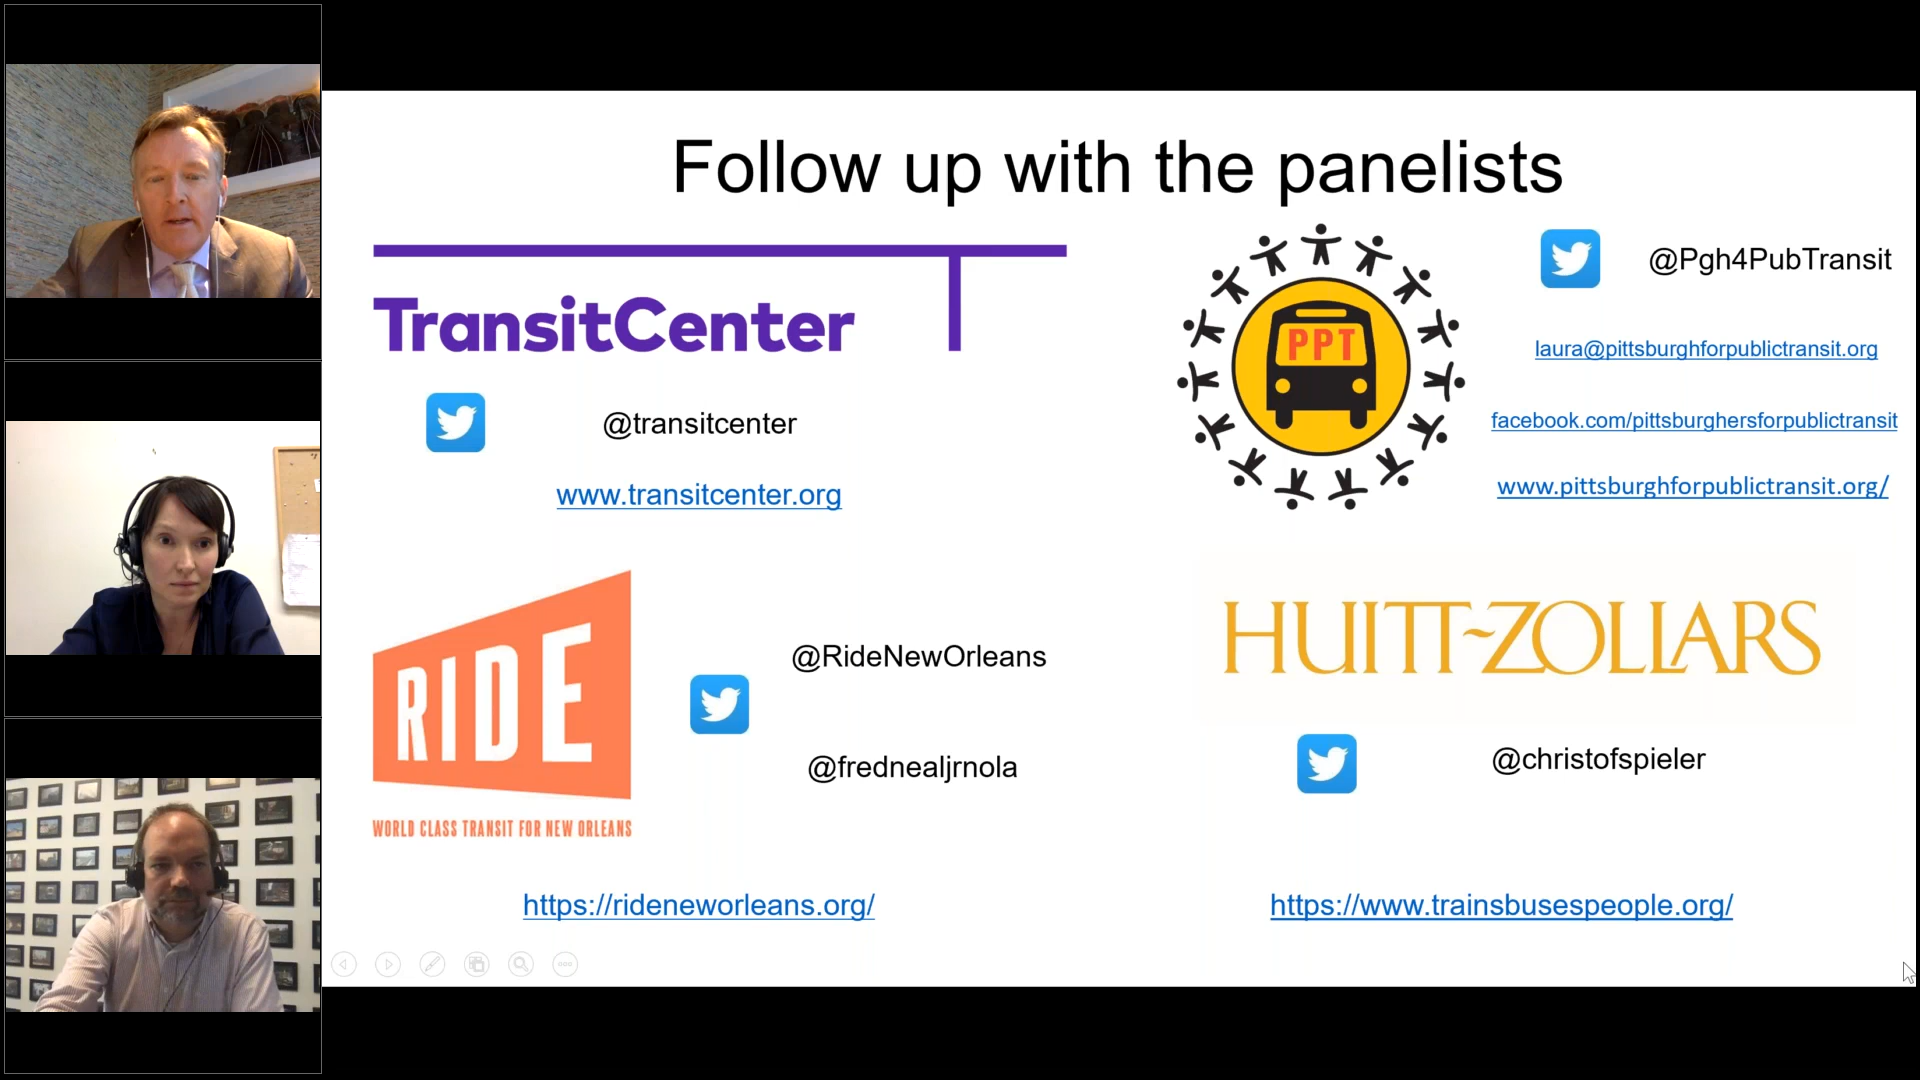 Follow up with the panelists
TransitCenter
@transitcenter
www.transitcenter.org
PPT
@Pgh4PubTransit
laura@pittsburghforpublictransit.org
facebook.com/pittsburghersforpublictransit
www.pittsburghforpublictransit.org/
RIDE
WORLD CLASS TRANSIT FOR NEW ORLEANS
@RideNewOrleans
@frednealjrnola
https://rideneworleans.org/
HUITT-ZOLLARS
@christofspieler
https://www.trainsbusespeople.org/